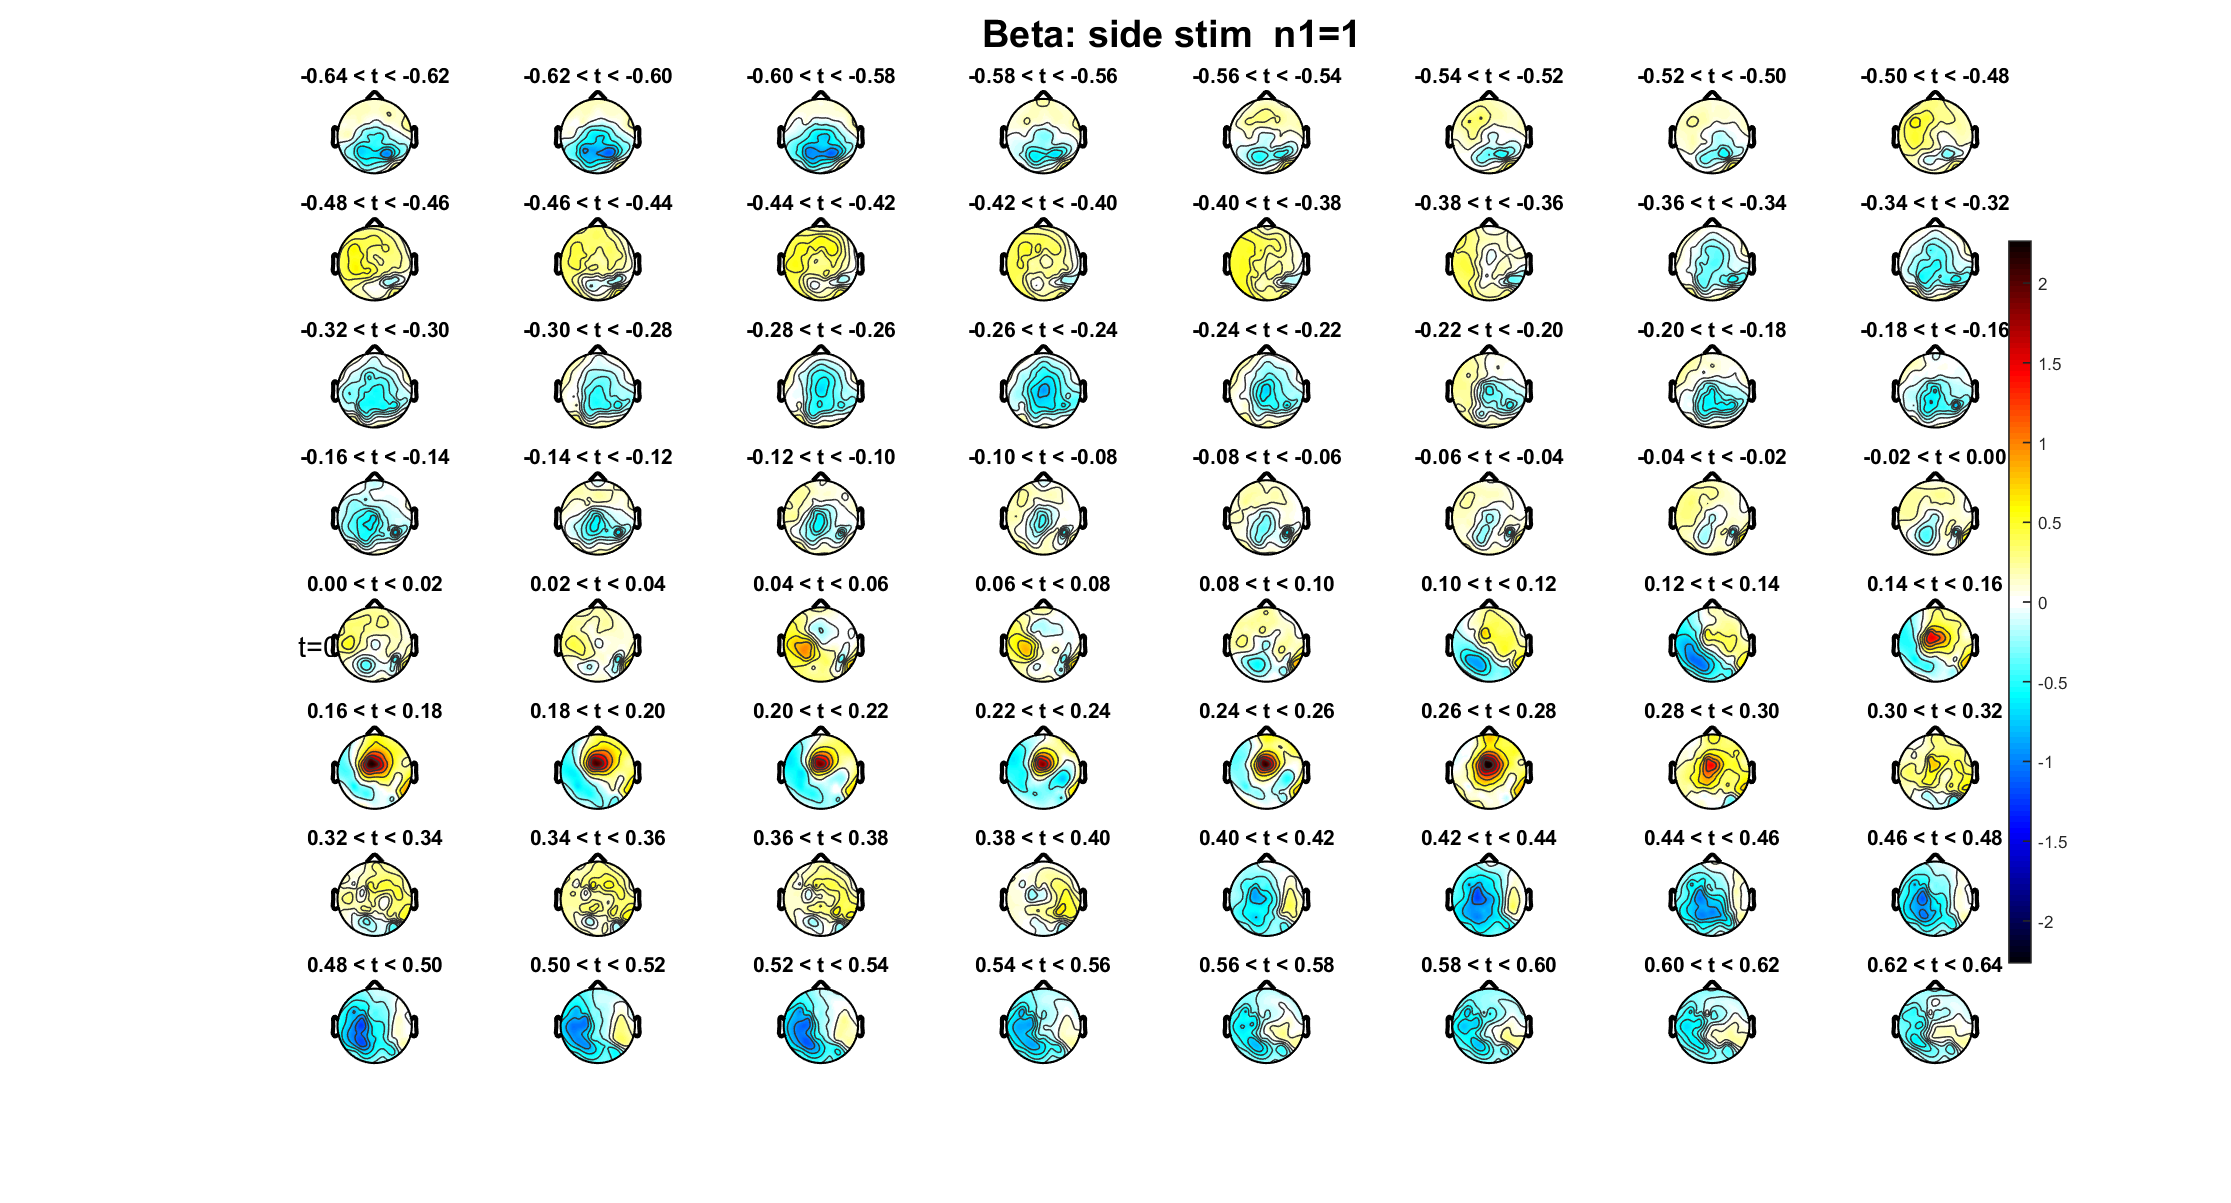 Beta: side stim  n1=1
-0.64 < t < -0.62 -0.62 < t < -0.60 -0.60 < t < -0.58 -0.58 < t < -0.56 -0.56 < t < -0.54 -0.54 < t < -0.52 -0.52 < t < -0.50 -0.50 < t < -0.48
-0.48 < t < -0.46 -0.46 < t < -0.44 -0.44 < t < -0.42 -0.42 < t < -0.40 -0.40 < t < -0.38 -0.38 < t < -0.36 -0.36 < t < -0.34 -0.34 < t < -0.32
-0.32 < t < -0.30 -0.30 < t < -0.28 -0.28 < t < -0.26 -0.26 < t < -0.24 -0.24 < t < -0.22 -0.22 < t < -0.20 -0.20 < t < -0.18 -0.18 < t < -0.16
-0.16 < t < -0.14 -0.14 < t < -0.12 -0.12 < t < -0.10 -0.10 < t < -0.08 -0.08 < t < -0.06 -0.06 < t < -0.04 -0.04 < t < -0.02 -0.02 < t < 0.00
0.00 < t < 0.02 0.02 < t < 0.04 0.04 < t < 0.06 0.06 < t < 0.08 0.08 < t < 0.10 0.10 < t < 0.12 0.12 < t < 0.14 0.14 < t < 0.16
t=0
0.16 < t < 0.18 0.18 < t < 0.20 0.20 < t < 0.22 0.22 < t < 0.24 0.24 < t < 0.26 0.26 < t < 0.28 0.28 < t < 0.30 0.30 < t < 0.32
0.32 < t < 0.34 0.34 < t < 0.36 0.36 < t < 0.38 0.38 < t < 0.40 0.40 < t < 0.42 0.42 < t < 0.44 0.44 < t < 0.46 0.46 < t < 0.48
0.48 < t < 0.50 0.50 < t < 0.52 0.52 < t < 0.54 0.54 < t < 0.56 0.56 < t < 0.58 0.58 < t < 0.60 0.60 < t < 0.62 0.62 < t < 0.64
2
1.5
1
0.5
0
-0.5
-1
-1.5
-2